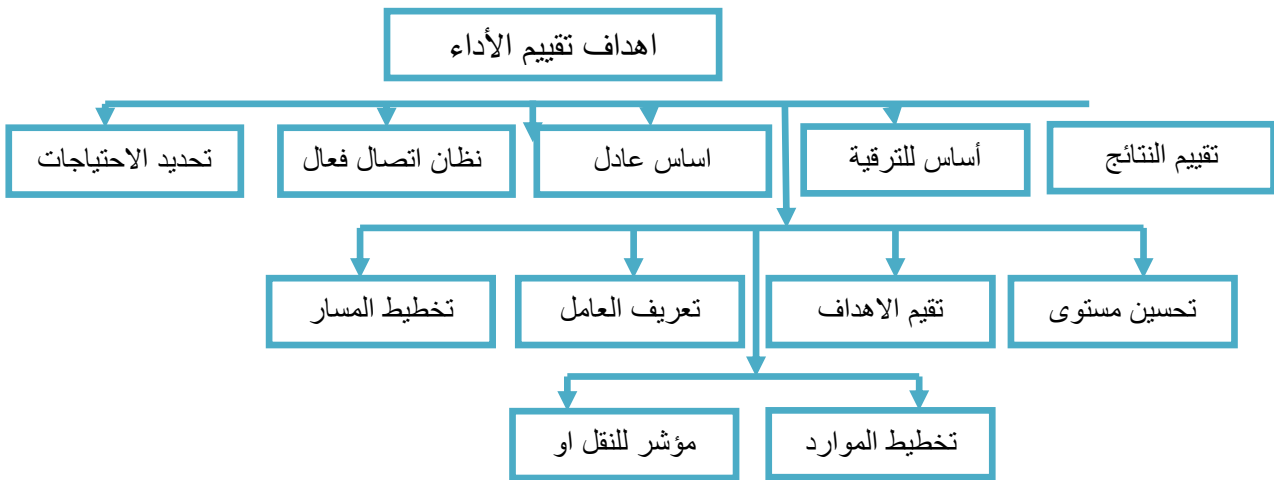 اهداف تقييم الأداء
تقييم النتائج
أساس للترقية
اساس عادل
نظان اتصال فعال
تحديد الاحتياجات
تحسين مستوى
تقيم الاهداف
تعريف العامل
تخطيط المسار
تخطيط الموارد
مؤشر للنقل او